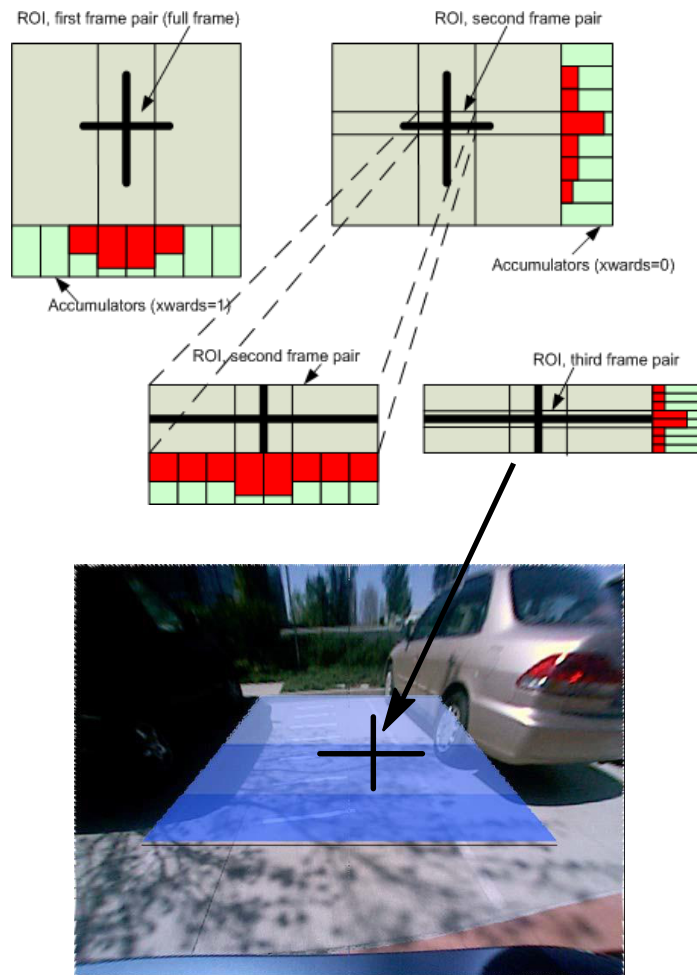 ROI, first frame pair (full frame)
ROI, second frame pair
Accumulators (xwards=0)
Accumulators (xwards=1)
ROI, second frame pair
ROI, third frame pair